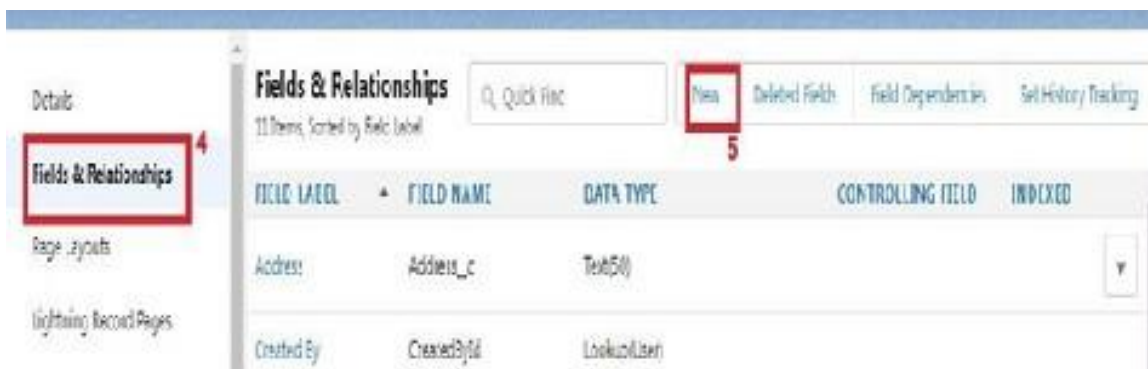 Details
Fields & Relationships
4
Page Layouts
Lightning Record Pages
Fields & Relationships
11 Items, Sorted by Field Label
Quick Find
New
5
Deleted Fields
Field Dependencies
Set History Tracking
FIELD LABEL FIELD NAME DATA TYPE CONTROLLING FIELD INDEXED
Address Address__c Text(50)
Created By CreatedById Lookup(User)